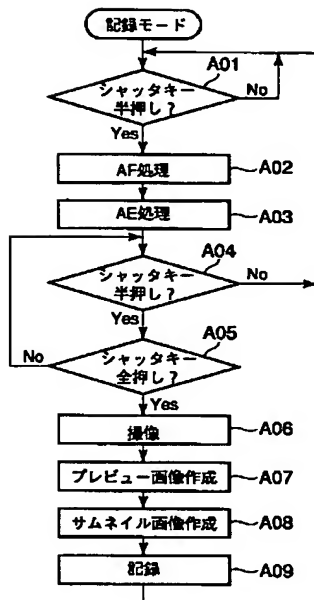 記録モード
A01
シャッタキー
半押し?
No
Yes
AF処理
A02
AE処理
A03
A04
シャッタキー
半押し?
No
Yes
A05
シャッタキー
全押し?
No
Yes
撮像
A06
プレビュー画像作成
A07
サムネイル画像作成
A08
記録
A09